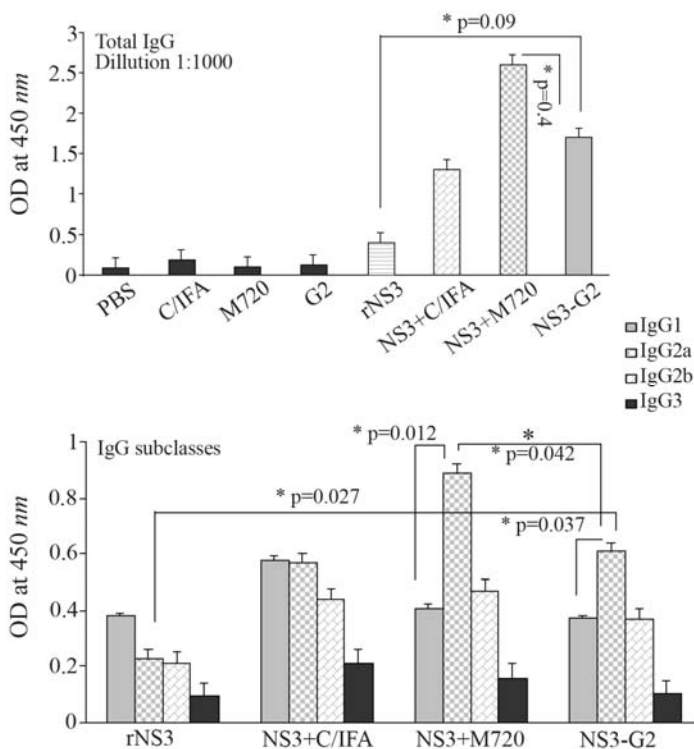 * p=0.09
3
Total IgG
Dillution 1:1000
2.5
* p=0.4
2
1.5
1
0.5
0
OD at 450 nm
PBS
C/IFA
M720
G2
rNS3
NS3+C/IFA
NS3+M720
NS3-G2
IgG1
IgG2a
IgG2b
IgG3
1
IgG subclasses
* p=0.012
*
* p=0.042
0.8
* p=0.027
* p=0.037
0.6
0.4
0.2
0
OD at 450 nm
rNS3
NS3+C/IFA
NS3+M720
NS3-G2